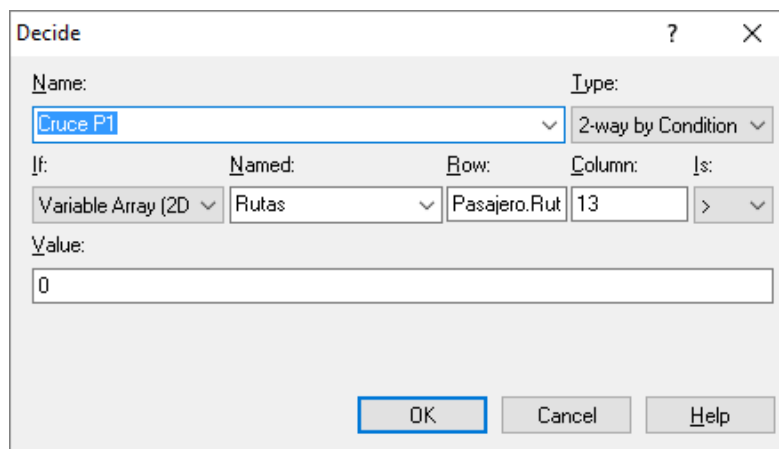 Decide ?
Name: Type:
Cruce P1 2-way by Condition
If: Named: Row: Column: Is:
Variable Array (2D Rutas Pasajero.Rut 13 >
Value:
0
OK Cancel Help